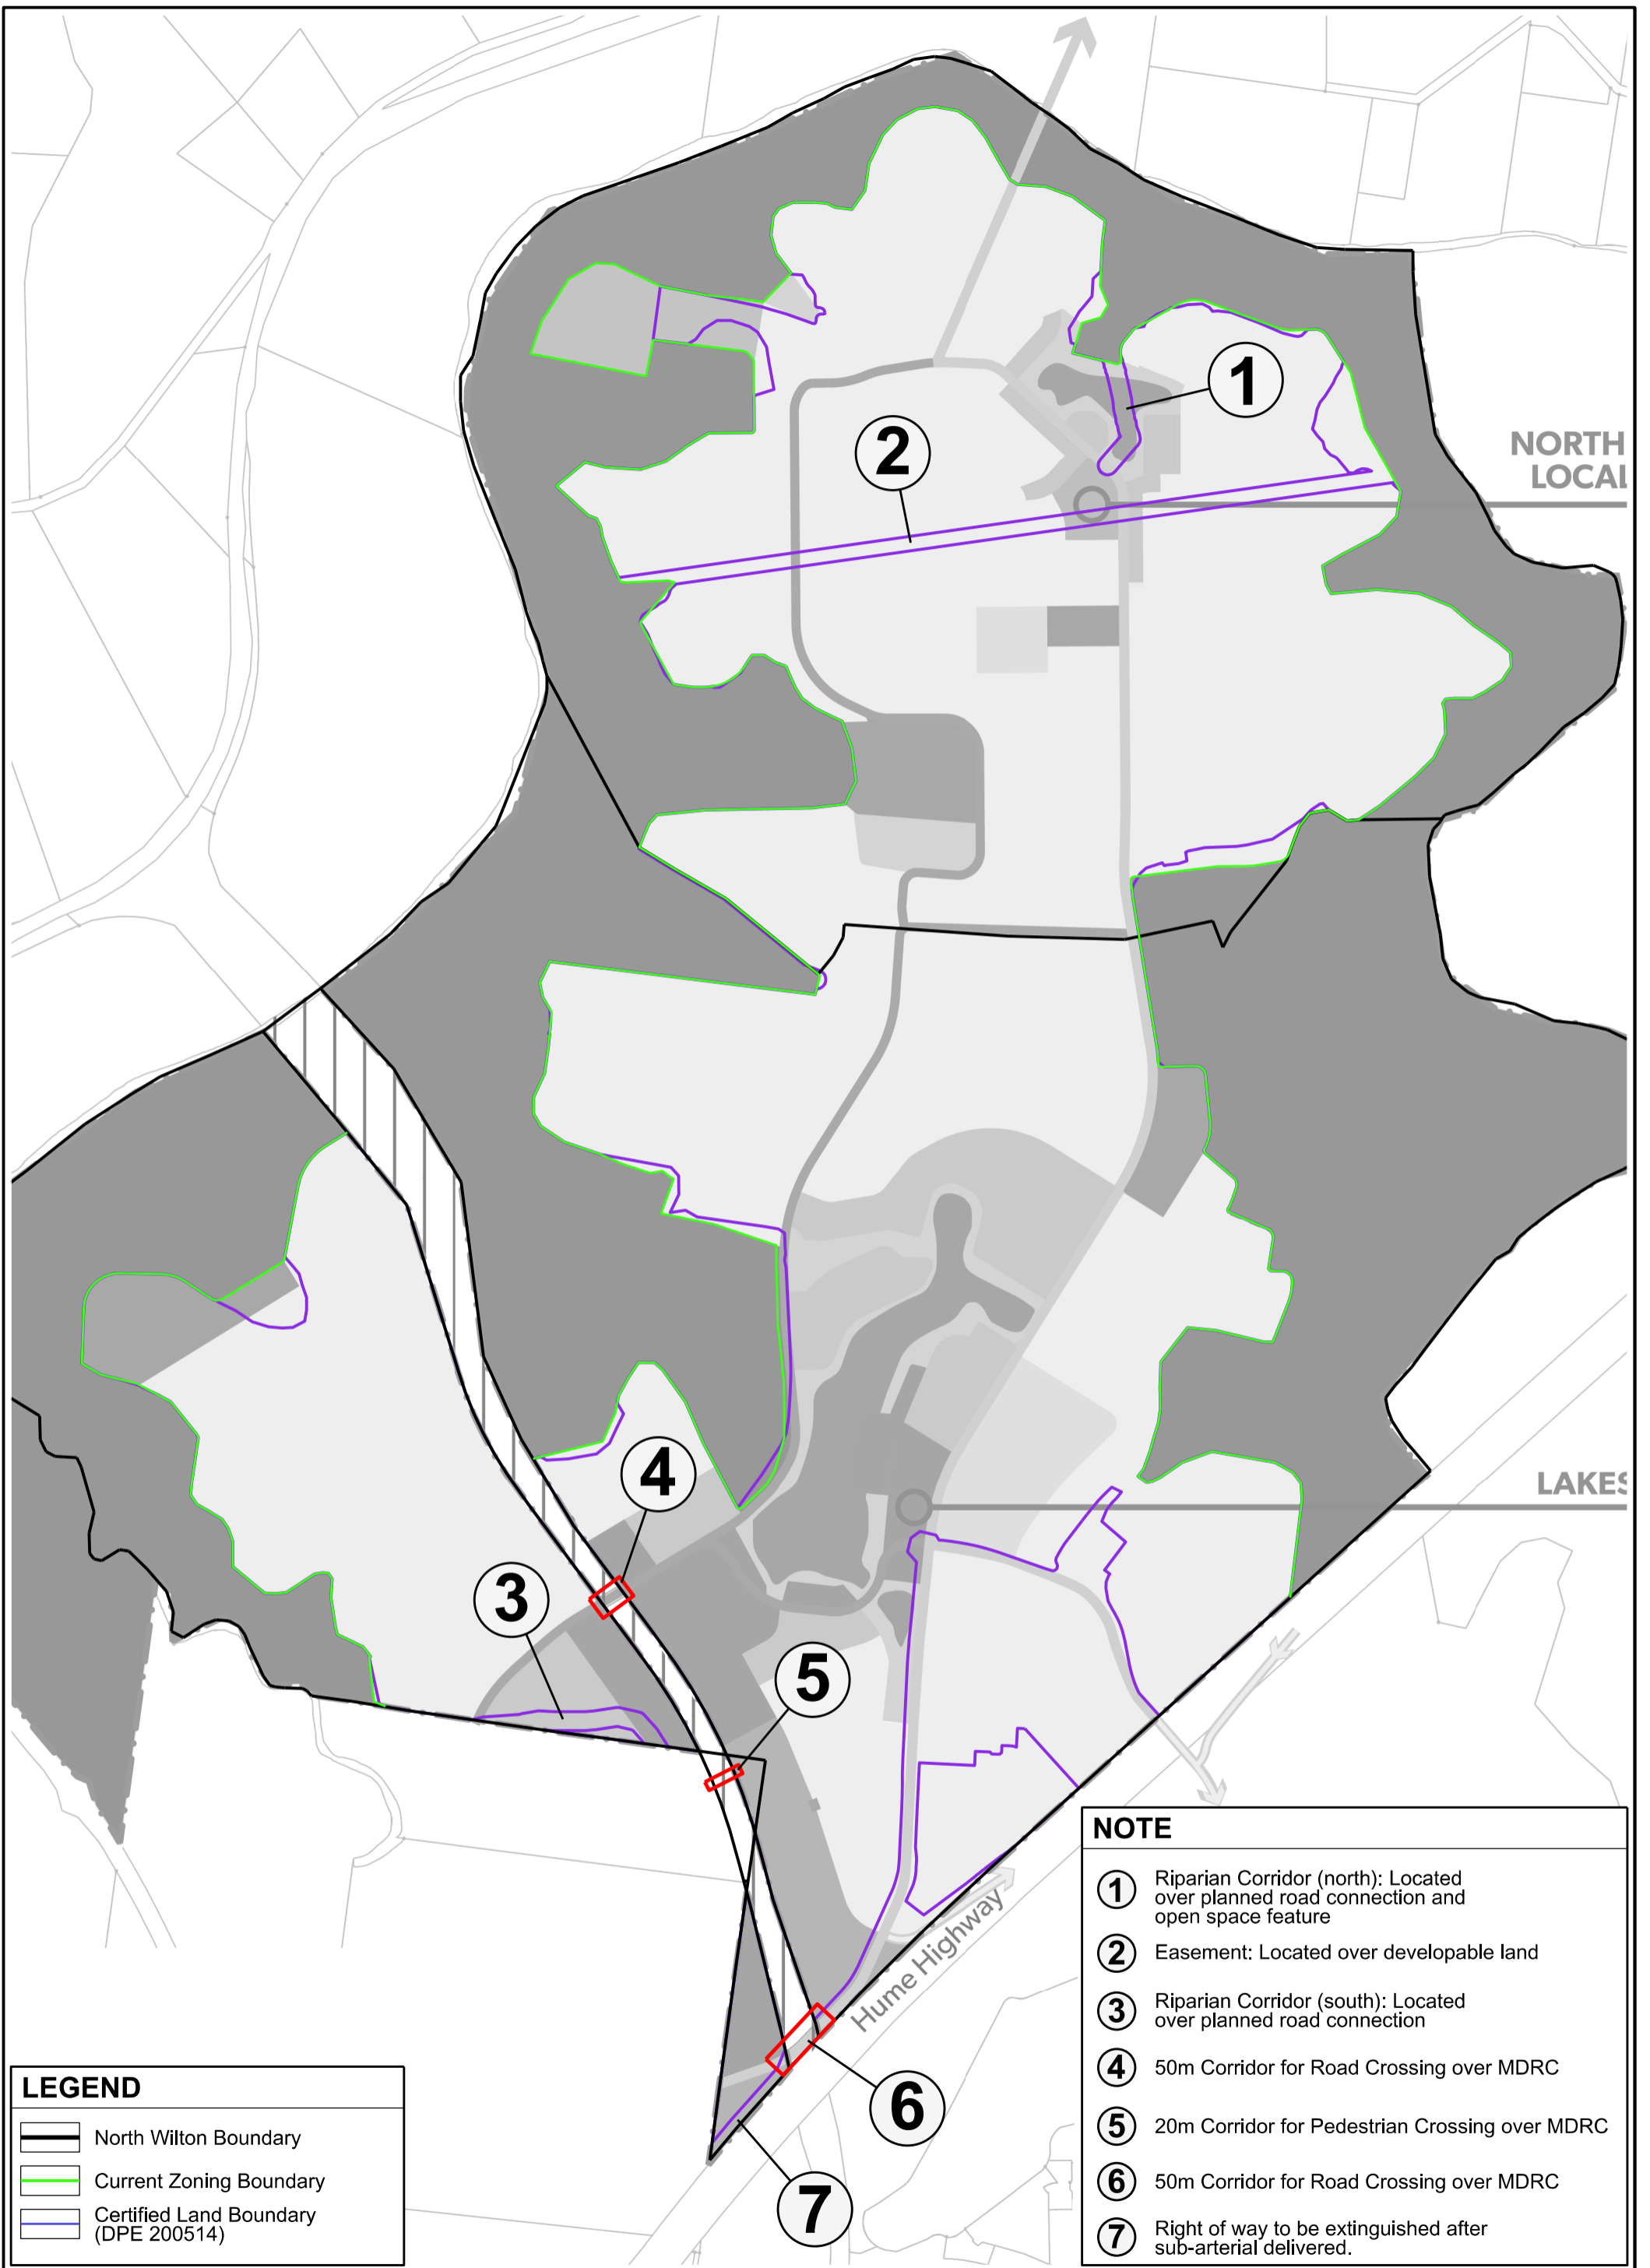 1
NORTH
LOCAL
2
LAKES
4
3
5
Hume Highway
6
7
NOTE
1 Riparian Corridor (north): Located
over planned road connection and
open space feature
2 Easement: Located over developable land
3 Riparian Corridor (south): Located
over planned road connection
4 50m Corridor for Road Crossing over MDRC
5 20m Corridor for Pedestrian Crossing over MDRC
6 50m Corridor for Road Crossing over MDRC
7 Right of way to be extinguished after
sub-arterial delivered.
LEGEND
North Wilton Boundary
Current Zoning Boundary
Certified Land Boundary
(DPE 200514)